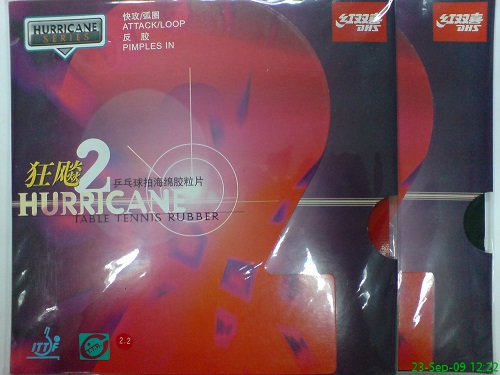 HURRICANE
SERIES
快攻/弧圈
ATTACK/LOOP
反 胶
PIMPLES IN
红双喜
DHS
红双喜
DHS
狂飚2
乒乓球拍海绵胶粒片
HURRICANE
TABLE TENNIS RUBBER
ITTF
2.2
23-Sep-09 12:22